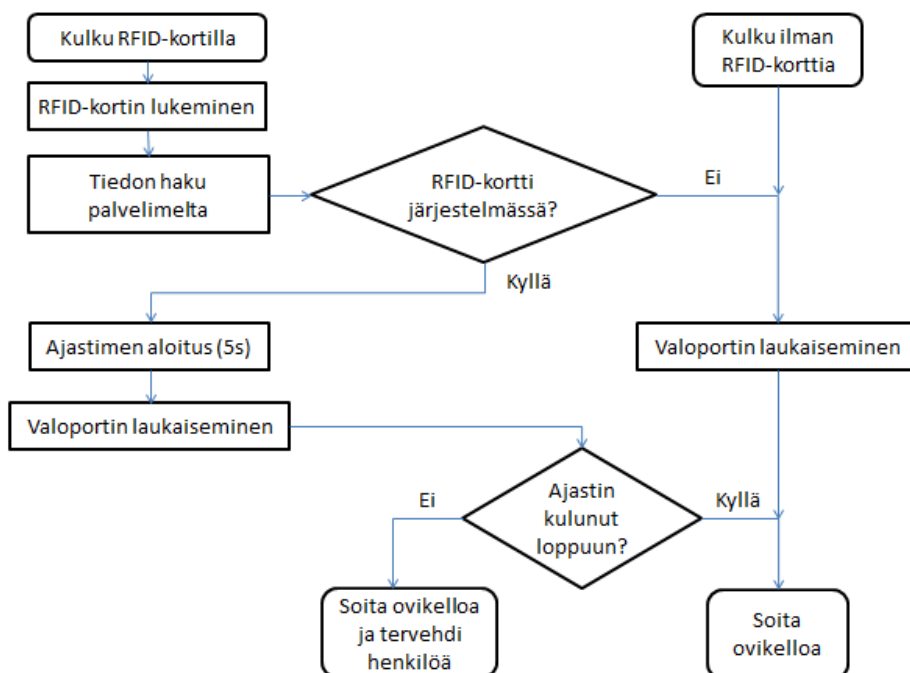 Kulku RFID-kortilla
Kulku ilman
RFID-korttia
RFID-kortin lukeminen
Tiedon haku
palvelimelta
RFID-kortti
järjestelmässä?
Ei
Kyllä
Ajastimen aloitus (5s)
Valoportin laukaiseminen
Valoportin laukaiseminen
Ajastin
kulunut
loppuun?
Ei
Kyllä
Soita ovikelloa
ja tervehdi
henkilöä
Soita
ovikelloa